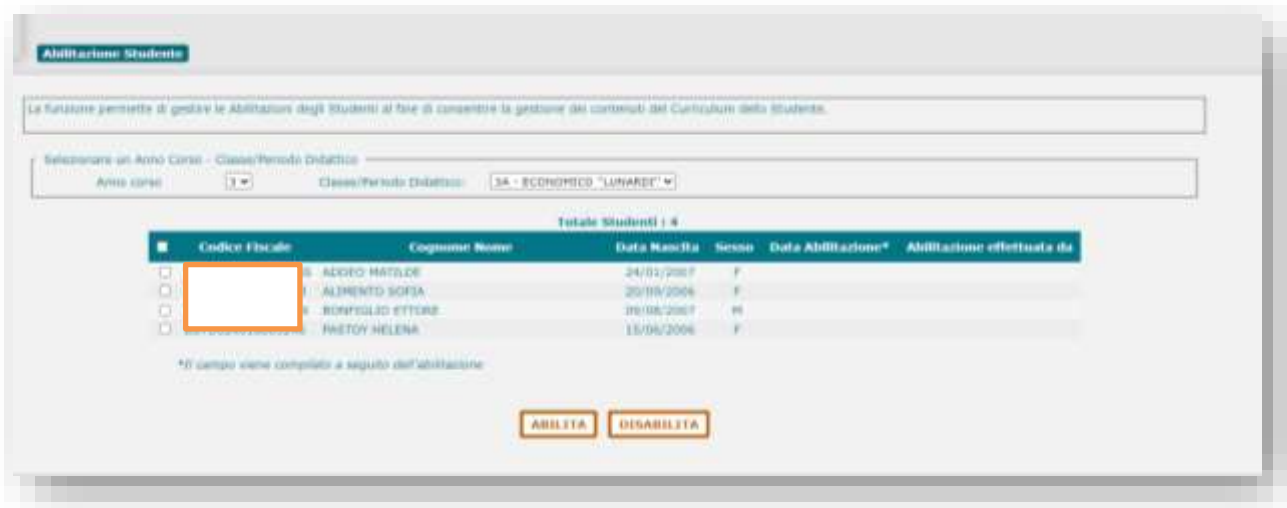 Abilitazione Studente
La funzione permette di gestire le Abilitazioni degli Studenti al fine di consentire la gestione dei contenuti del Curriculum dello Studente.
Selezionare un Anno Corso - Classe/Periodo Didattico
Anno corso 3 Classe/Periodo Didattico: 3A - ECONOMICO "LUNARDI"
Totale Studenti : 4
Codice Fiscale Cognome Nome Data Nascita Sesso Data Abilitazione* Abilitazione effettuata da
ADDEO MATILDE 24/01/2007 F
ALIMENTO SOFIA 20/09/2006 F
BONFIGLIO ETTORE 09/08/2007 M
PASTOY HELENA 15/06/2006 F
*Il campo viene compilato a seguito dell'abilitazione
ABILITA DISABILITA